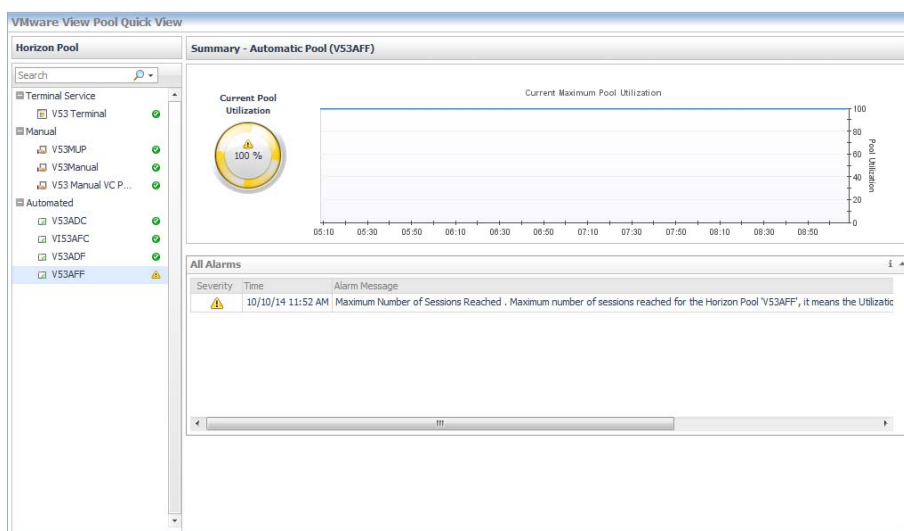 VMware View Pool Quick View
Horizon Pool
Search
Terminal Service
V53 Terminal
Manual
V53MUP
V53Manual
V53 Manual VC P...
Automated
V53ADC
VI53AFC
V53ADF
V53AFF
Summary - Automatic Pool (V53AFF)
Current Pool
Utilization
100 %
Current Maximum Pool Utilization
100
80
60
40
20
0
Pool Utilization
05:10 05:30 05:50 06:10 06:30 06:50 07:10 07:30 07:50 08:10 08:30 08:50
All Alarms
Severity Time Alarm Message
10/10/14 11:52 AM Maximum Number of Sessions Reached . Maximum number of sessions reached for the Horizon Pool 'V53AFF', it means the Utilizatio